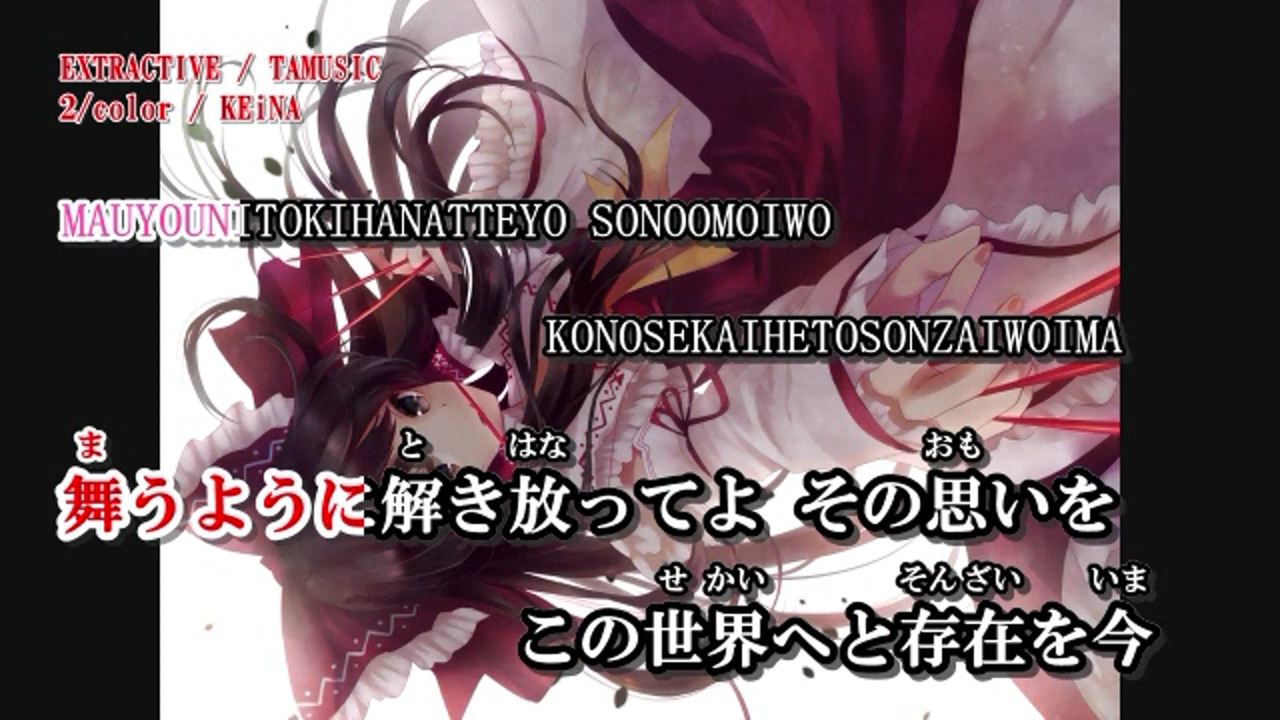 EXTRACTIVE / TAMUSIC
2/color / KEiNA
MAUYOUNITOKIHANATTEYO SONOOMOIWO
KONOSEKAIHETOSONZAIWOIMA
ま と はな おも
舞うように解き放ってよ その思いを
せ かい そんざい いま
この世界へと存在を今